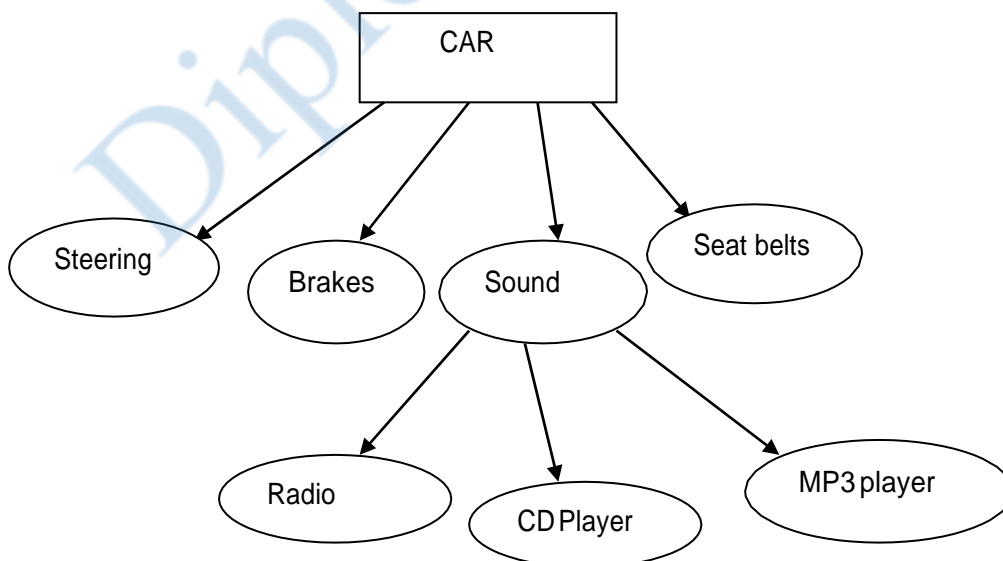 CAR
Steering
Brakes
Sound
Seat belts
Radio
CD Player
MP3 player